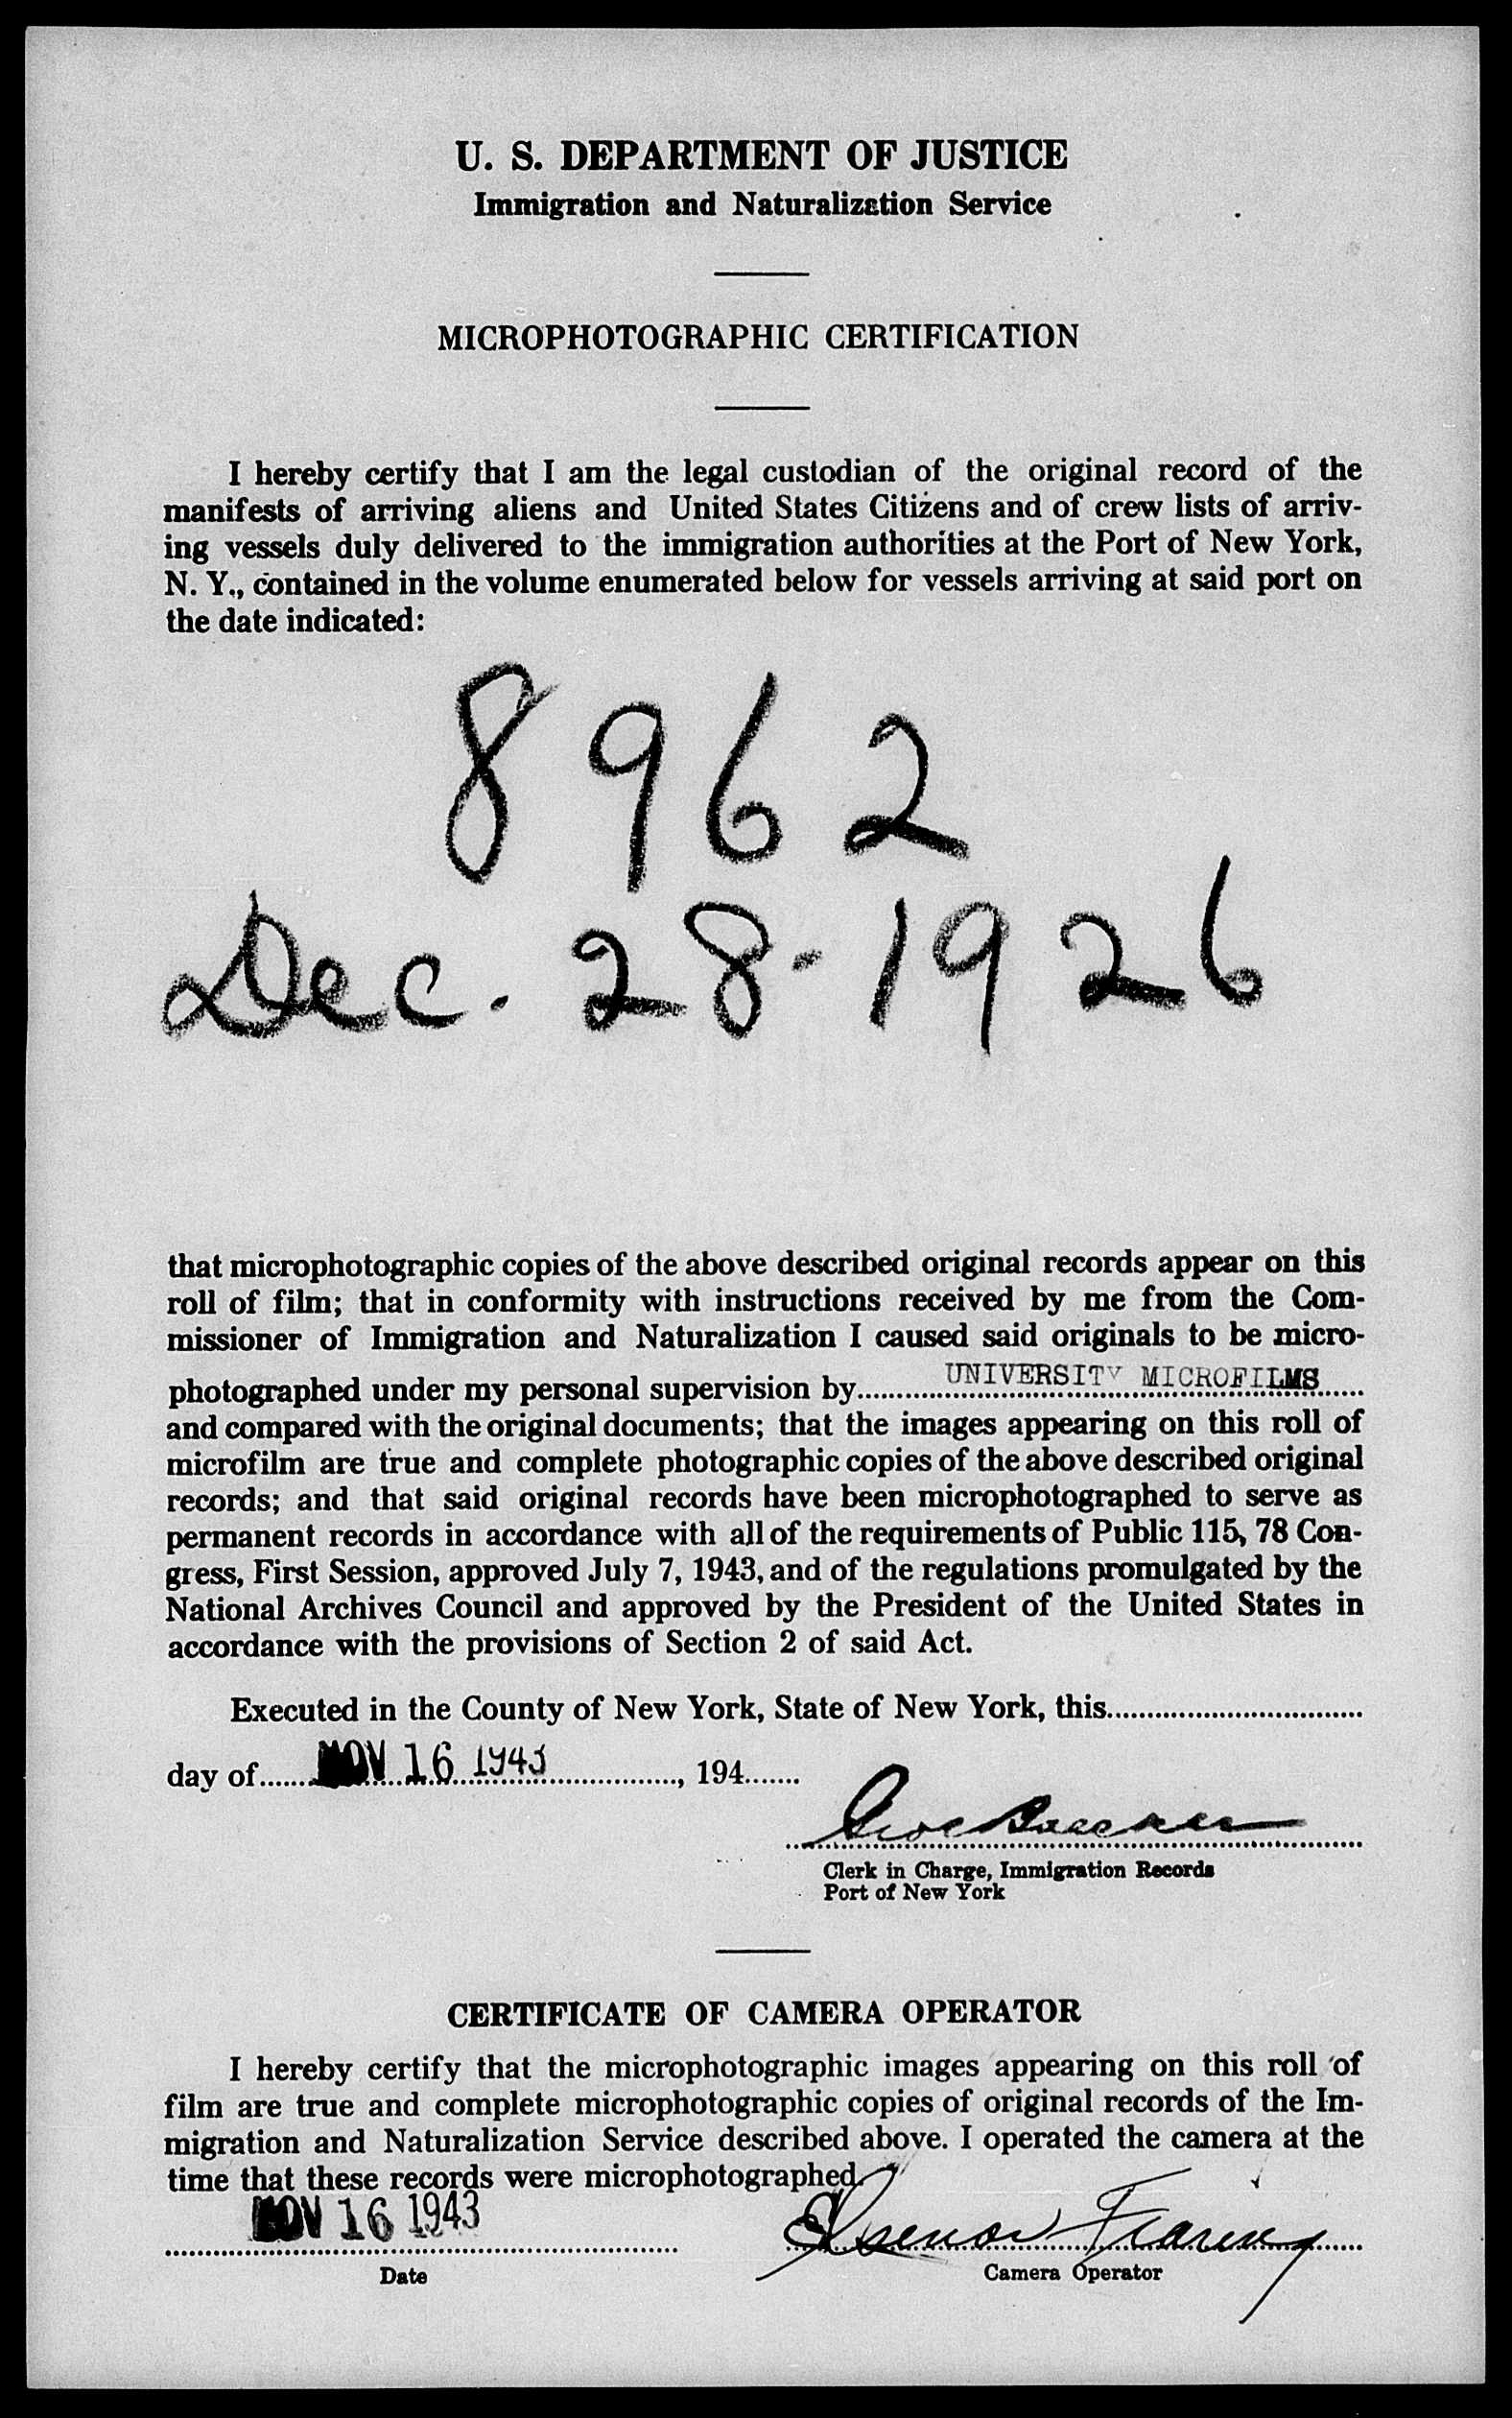 U. S. DEPARTMENT OF JUSTICE
Immigration and Naturalization Service
MICROPHOTOGRAPHIC CERTIFICATION
I hereby certify that I am the legal custodian of the original record of the
manifests of arriving aliens and United States Citizens and of crew lists of arriv-
ing vessels duly delivered to the immigration authorities at the Port of New York,
N. Y., contained in the volume enumerated below for vessels arriving at said port on
the date indicated:
8962
Dec. 28-1926
that microphotographic copies of the above described original records appear on this
roll of film; that in conformity with instructions received by me from the Com-
missioner of Immigration and Naturalization I caused said originals to be micro-
photographed under my personal supervision by UNIVERSITY MICROFILMS
and compared with the original documents; that the images appearing on this roll of
microfilm are true and complete photographic copies of the above described original
records; and that said original records have been microphotographed to serve as
permanent records in accordance with all of the requirements of Public 115, 78 Con-
gress, First Session, approved July 7, 1943, and of the regulations promulgated by the
National Archives Council and approved by the President of the United States in
accordance with the provisions of Section 2 of said Act.
Executed in the County of New York, State of New York, this
day of NOV 16 1943, 194
Clerk in Charge, Immigration Records
Port of New York
CERTIFICATE OF CAMERA OPERATOR
I hereby certify that the microphotographic images appearing on this roll of
film are true and complete microphotographic copies of original records of the Im-
migration and Naturalization Service described above. I operated the camera at the
time that these records were microphotographed.
NOV 16 1943
Date
Camera Operator